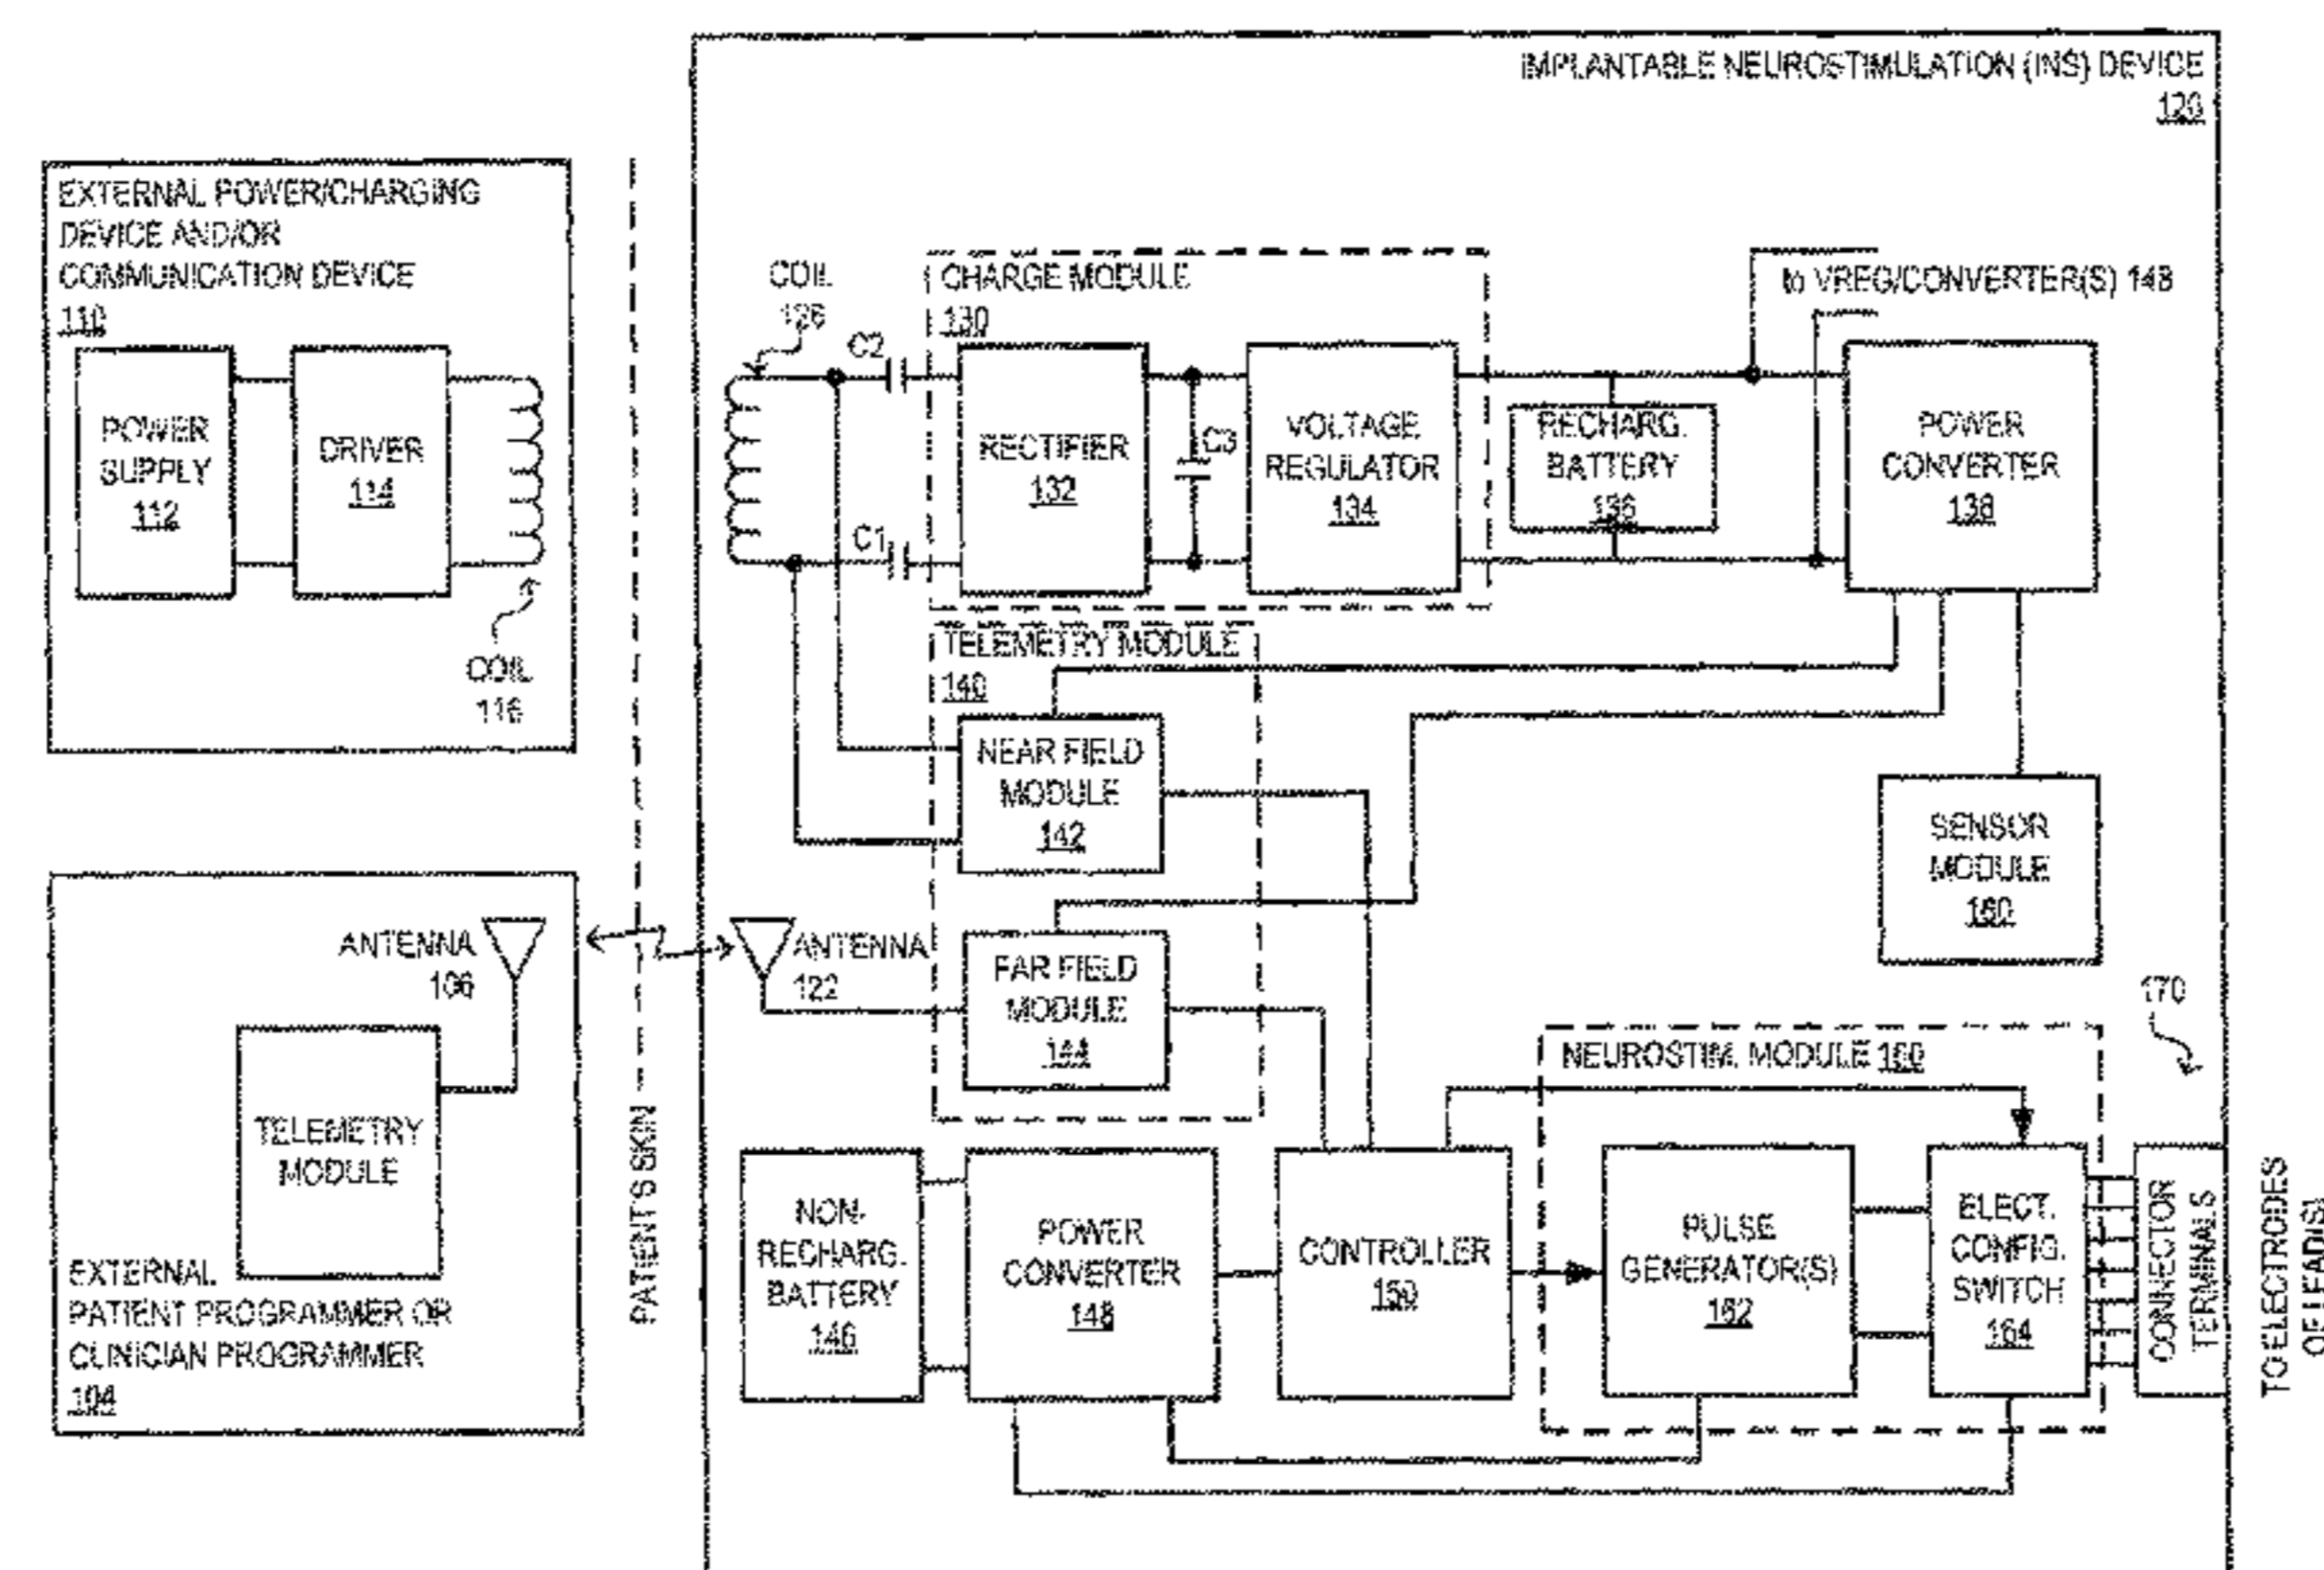 IMPLANTABLE NEUROSTIMULATION (INS) DEVICE
120
EXTERNAL POWER/CHARGING
DEVICE AND/OR
COMMUNICATION DEVICE
110
POWER
SUPPLY
112
DRIVER
114
COIL
116
COIL
126
C2
C1
CHARGE MODULE
130
RECTIFIER
132
C3
VOLTAGE
REGULATOR
134
RECHARG.
BATTERY
136
to VREG/CONVERTER(S) 148
POWER
CONVERTER
138
TELEMETRY MODULE
140
NEAR FIELD
MODULE
142
SENSOR
MODULE
ANTENNA
106
TELEMETRY
MODULE
EXTERNAL
PATIENT PROGRAMMER OR
CLINICIAN PROGRAMMER
104
PATIENT'S SKIN
ANTENNA
122
FAR FIELD
MODULE
144
NON-
RECHARG.
BATTERY
146
POWER
CONVERTER
148
CONTROLLER
150
NEUROSTIM. MODULE 160
PULSE
GENERATOR(S)
162
ELECT.
CONFIG.
SWITCH
164
170
CONNECTOR
TERMINALS
TO ELECTRODES
OF LEAD(S)